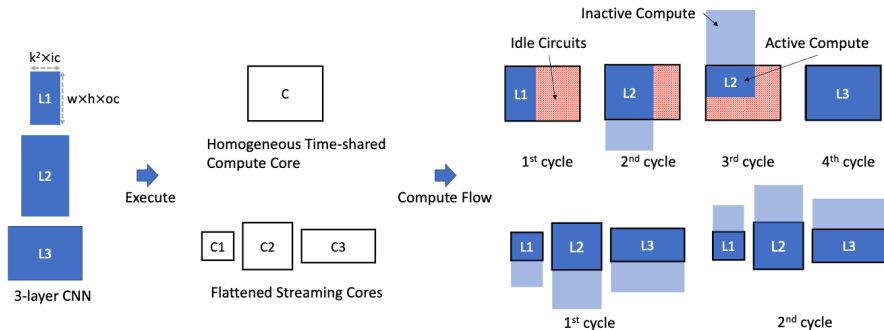 k²×ic
L1
w×h×oc
L2
L3
3-layer CNN
Execute
C
Homogeneous Time-shared
Compute Core
C1
C2
C3
Flattened Streaming Cores
Compute Flow
Inactive Compute
Idle Circuits
Active Compute
L1
L2
L2
L3
1st cycle
2nd cycle
3rd cycle
4th cycle
L1
L2
L3
1st cycle
L1
L2
L3
2nd cycle